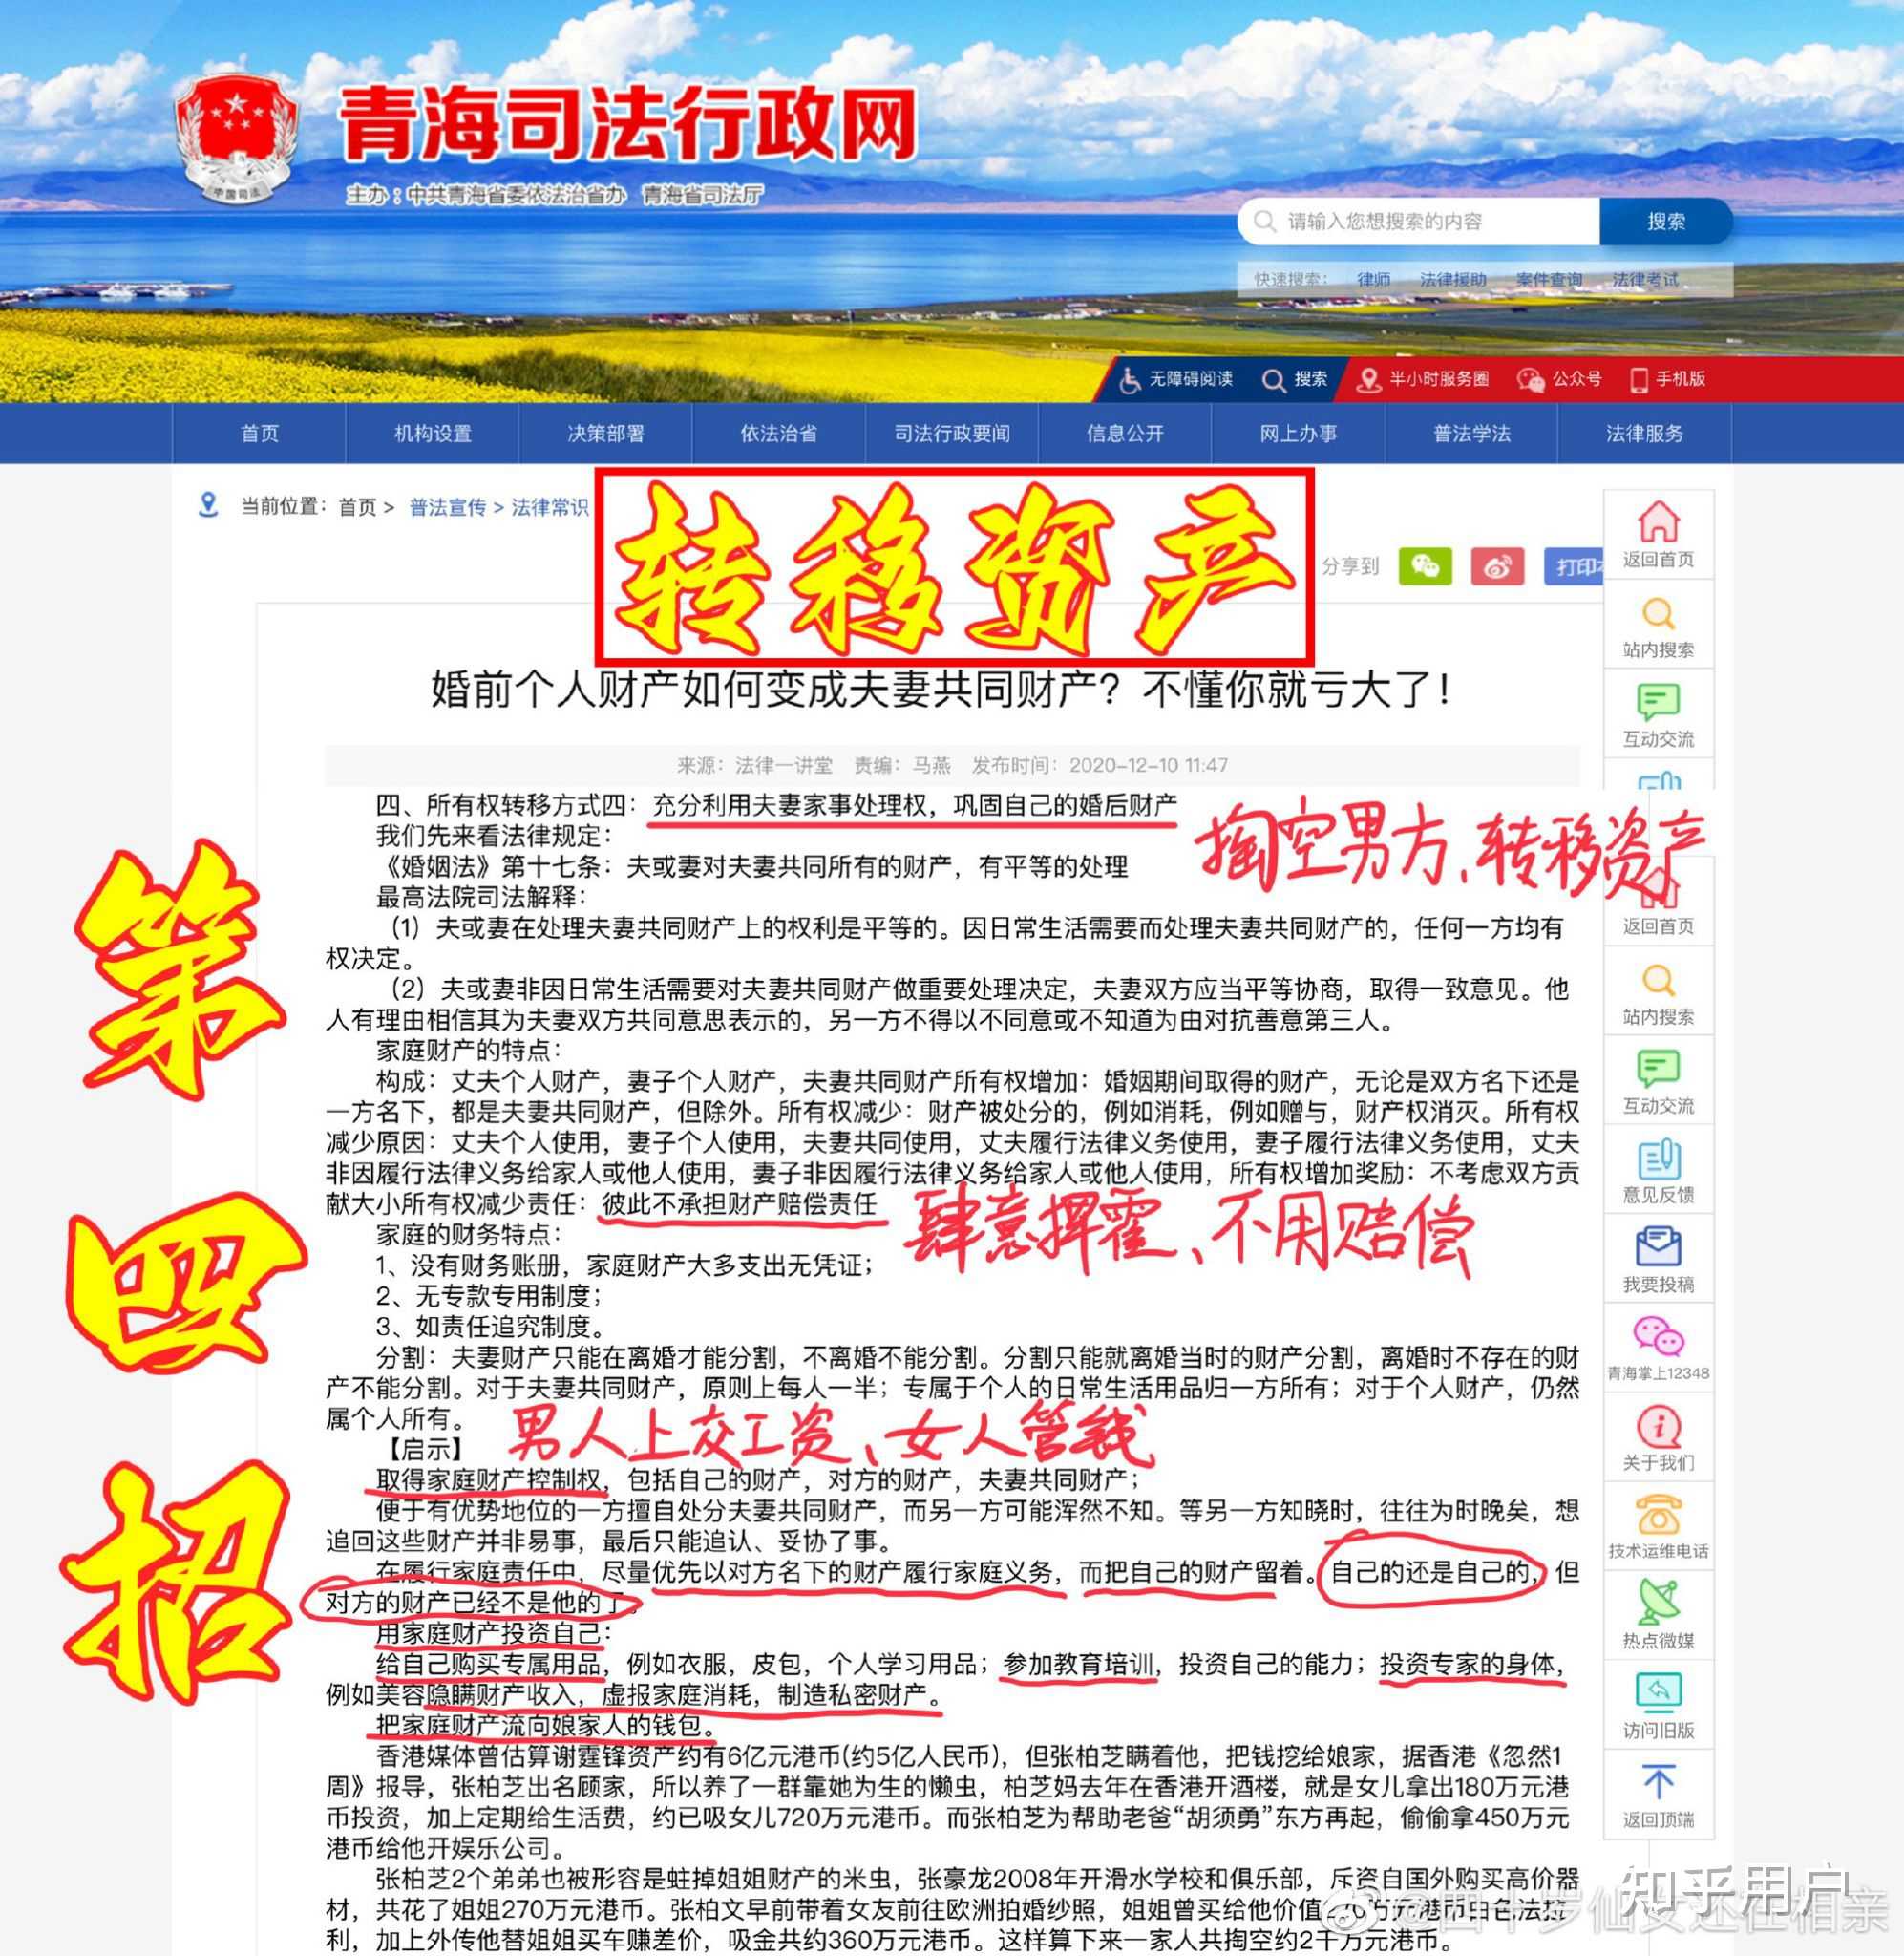 青海司法行政网
中国司法
主办：中共青海省委依法治省办 青海省司法厅
请输入您想搜索的内容 搜索
快速搜索： 律师 法律援助 案件查询 法律考试
无障碍阅读 搜索 半小时服务圈 公众号 手机版
首页 机构设置 决策部署 依法治省 司法行政要闻 信息公开 网上办事 普法学法 法律服务
当前位置：首页 > 普法宣传 > 法律常识
转移资产
分享到 打印
婚前个人财产如何变成夫妻共同财产？不懂你就亏大了！
来源：法律一讲堂 责编：马燕 发布时间：2020-12-10 11:47
四、所有权转移方式四：充分利用夫妻家事处理权，巩固自己的婚后财产
掏空男方、转移资产
我们先来看法律规定：
《婚姻法》第十七条：夫或妻对夫妻共同所有的财产，有平等的处理
最高法院司法解释：
（1）夫或妻在处理夫妻共同财产上的权利是平等的。因日常生活需要而处理夫妻共同财产的，任何一方均有
权决定。
（2）夫或妻非因日常生活需要对夫妻共同财产做重要处理决定，夫妻双方应当平等协商，取得一致意见。他
人有理由相信其为夫妻双方共同意思表示的，另一方不得以不同意或不知道为由对抗善意第三人。
家庭财产的特点：
构成：丈夫个人财产，妻子个人财产，夫妻共同财产所有权增加：婚姻期间取得的财产，无论是双方名下还是
一方名下，都是夫妻共同财产，但除外。所有权减少：财产被处分的，例如消耗，例如赠与，财产权消灭。所有权
减少原因：丈夫个人使用，妻子个人使用，夫妻共同使用，丈夫履行法律义务使用，妻子履行法律义务使用，丈夫
非因履行法律义务给家人或他人使用，妻子非因履行法律义务给家人或他人使用，所有权增加奖励：不考虑双方贡
献大小所有权减少责任：彼此不承担财产赔偿责任
肆意挥霍、不用赔偿
家庭的财务特点：
1、没有财务账册，家庭财产大多支出无凭证；
2、无专款专用制度；
3、如责任追究制度。
分割：夫妻财产只能在离婚才能分割，不离婚不能分割。分割只能就离婚当时的财产分割，离婚时不存在的财
产不能分割。对于夫妻共同财产，原则上每人一半；专属于个人的日常生活用品归一方所有；对于个人财产，仍然
属个人所有。
男人上交工资、女人管钱
【启示】
取得家庭财产控制权，包括自己的财产，对方的财产，夫妻共同财产；
便于有优势地位的一方擅自处分夫妻共同财产，而另一方可能浑然不知。等另一方知晓时，往往为时晚矣，想
追回这些财产并非易事，最后只能追认、妥协了事。
在履行家庭责任中，尽量优先以对方名下的财产履行家庭义务，而把自己的财产留着。自己的还是自己的，但
对方的财产已经不是他的了。
用家庭财产投资自己：
给自己购买专属用品，例如衣服，皮包，个人学习用品；参加教育培训，投资自己的能力；投资专家的身体，
例如美容隐瞒财产收入，虚报家庭消耗，制造私密财产。
把家庭财产流向娘家人的钱包。
香港媒体曾估算谢霆锋资产约有6亿元港币(约5亿人民币)，但张柏芝瞒着他，把钱挖给娘家，据香港《忽然1
周》报导，张柏芝出名顾家，所以养了一群靠她为生的懒虫，柏芝妈去年在香港开酒楼，就是女儿拿出180万元港
币投资，加上定期给生活费，约已吸女儿720万元港币。而张柏芝为帮助老爸“胡须勇”东方再起，偷偷拿450万元
港币给他开娱乐公司。
张柏芝2个弟弟也被形容是蛀掉姐姐财产的米虫，张豪龙2008年开滑水学校和俱乐部，斥资自国外购买高价器
材，共花了姐姐270万元港币。张柏文早前带着女友前往欧洲拍婚纱照，姐姐曾买给他价值270万元港币白色法拉
利，加上外传他替姐姐买车赚差价，吸金共约360万元港币。这样算下来一家人共掏空约2千万元港币。
第四招
返回首页
站内搜索
互动交流
返回首页
站内搜索
互动交流
意见反馈
我要投稿
青海掌上12348
关于我们
技术运维电话
热点微媒
访问旧版
返回顶端
知乎用户
@四十岁仙女还在相亲